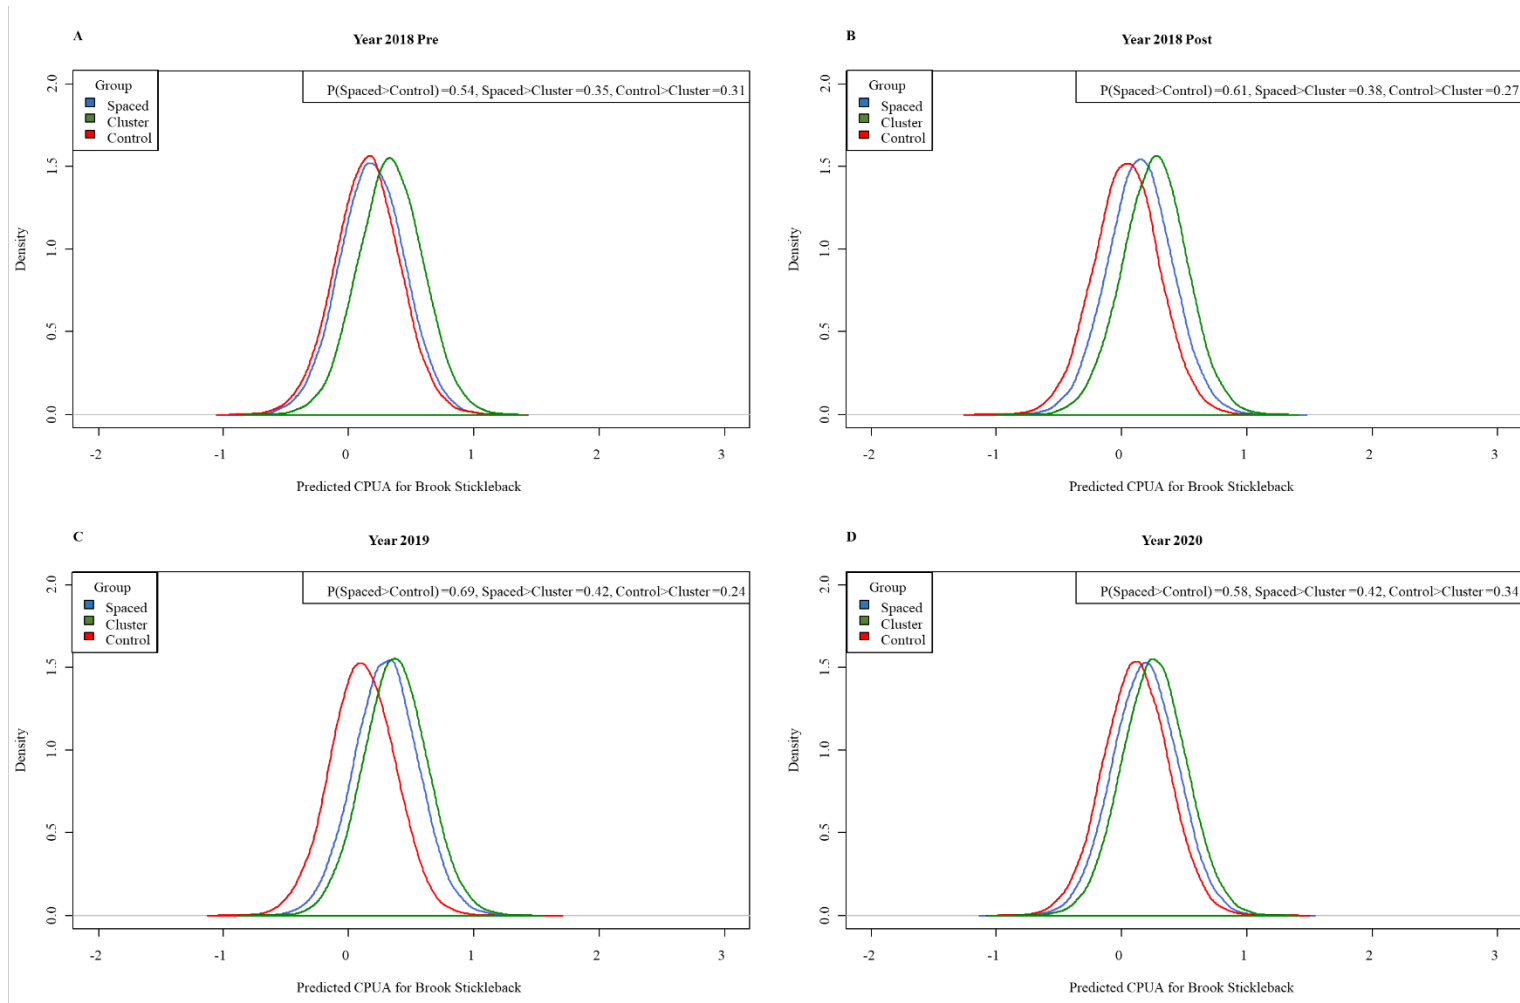 A
Year 2018 Pre
P(Spaced>Control)=0.54, Spaced>Cluster=0.35, Control>Cluster=0.31
Group
Spaced
Cluster
Control
2.0
1.5
1.0
0.5
0.0
Density
-2 -1 0 1 2 3
Predicted CPUA for Brook Stickleback
B
Year 2018 Post
P(Spaced>Control)=0.61, Spaced>Cluster=0.38, Control>Cluster=0.27
Group
Spaced
Cluster
Control
2.0
1.5
1.0
0.5
0.0
Density
-2 -1 0 1 2 3
Predicted CPUA for Brook Stickleback
C
Year 2019
P(Spaced>Control)=0.69, Spaced>Cluster=0.42, Control>Cluster=0.24
Group
Spaced
Cluster
Control
2.0
1.5
1.0
0.5
0.0
Density
-2 -1 0 1 2 3
Predicted CPUA for Brook Stickleback
D
Year 2020
P(Spaced>Control)=0.58, Spaced>Cluster=0.42, Control>Cluster=0.34
Group
Spaced
Cluster
Control
2.0
1.5
1.0
0.5
0.0
Density
-2 -1 0 1 2 3
Predicted CPUA for Brook Stickleback